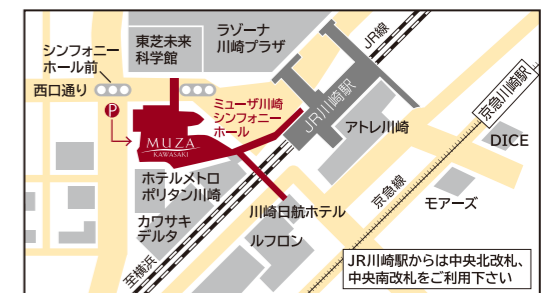 ラゾーナ
川崎プラザ
東芝未来
科学館
シンフォニー
ホール前
西口通り
P
ミューザ川崎
シンフォニー
ホール
MUZA
KAWASAKI
JR線
JR川崎駅
京急川崎駅
アトレ川崎
DICE
ホテルメトロ
ポリタン川崎
京急線
モアーズ
カワサキ
デルタ
川崎日航ホテル
ルフロン
至横浜
JR川崎駅からは中央北改札、
中央南改札をご利用下さい